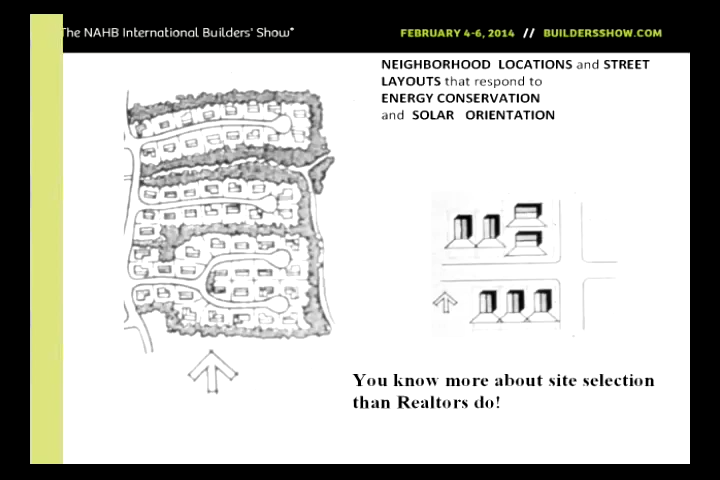 The NAHB International Builders' Show*
FEBRUARY 4-6, 2014 // BUILDERSSHOW.COM
NEIGHBORHOOD LOCATIONS and STREET
LAYOUTS that respond to
ENERGY CONSERVATION
and SOLAR ORIENTATION
You know more about site selection
than Realtors do!